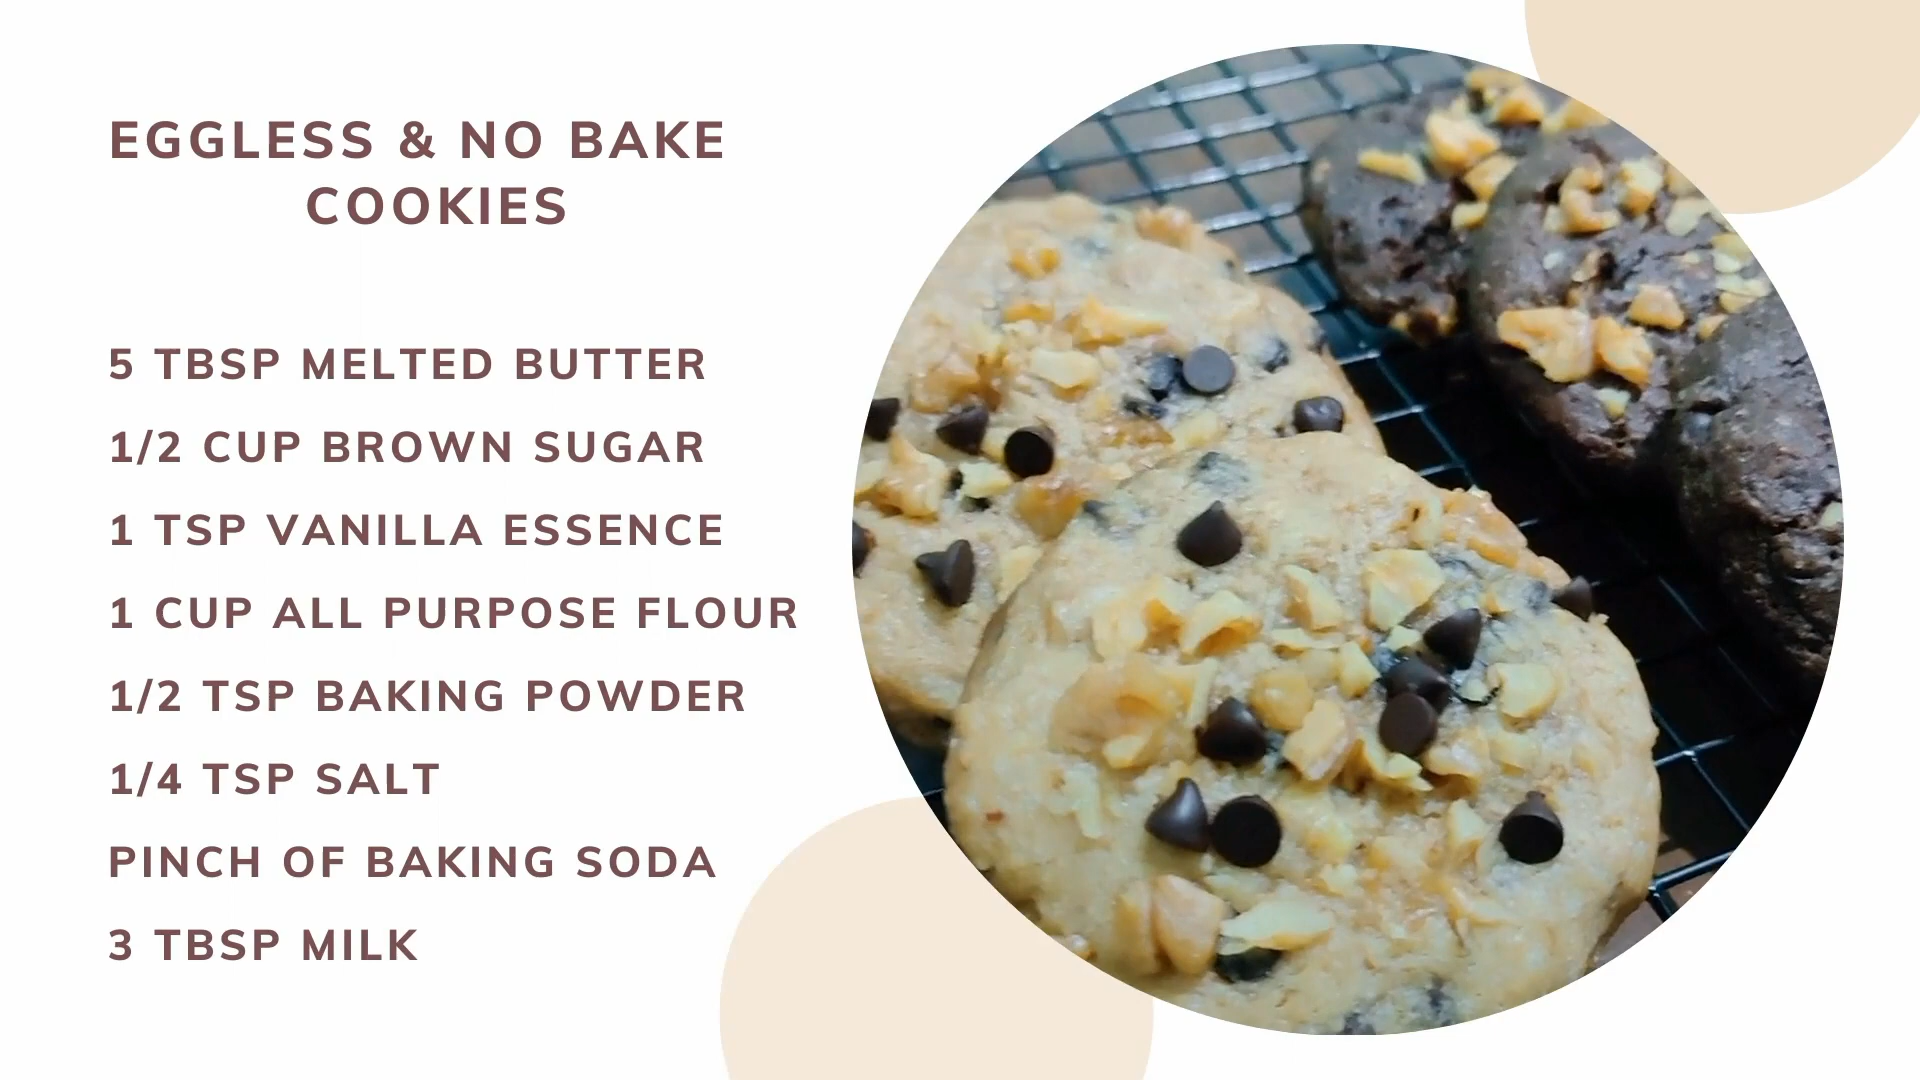 EGGLESS & NO BAKE
COOKIES
5 TBSP MELTED BUTTER
1/2 CUP BROWN SUGAR
1 TSP VANILLA ESSENCE
1 CUP ALL PURPOSE FLOUR
1/2 TSP BAKING POWDER
1/4 TSP SALT
PINCH OF BAKING SODA
3 TBSP MILK